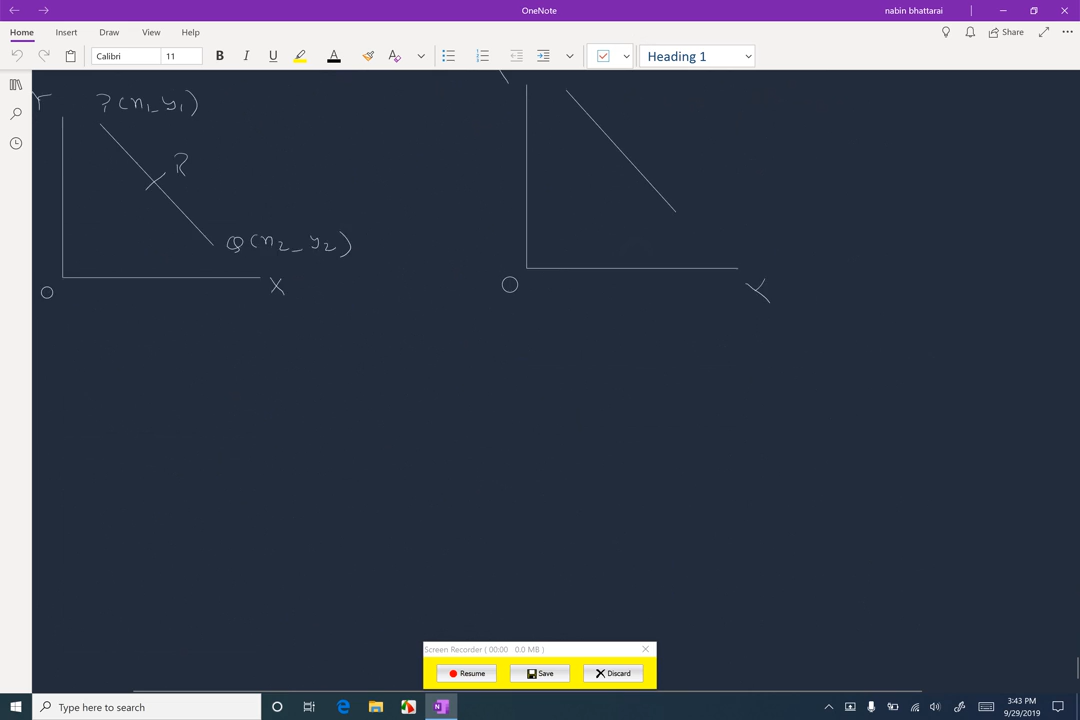 OneNote
nabin bhattarai
Home Insert Draw View Help
Share
Calibri 11 B I U A Heading 1
P(x₁, y₁)
R
Q(x₂, y₂)
O X
O
Screen Recorder ( 00:00 0.0 MB )
Resume Save Discard
Type here to search
3:43 PM
9/29/2019